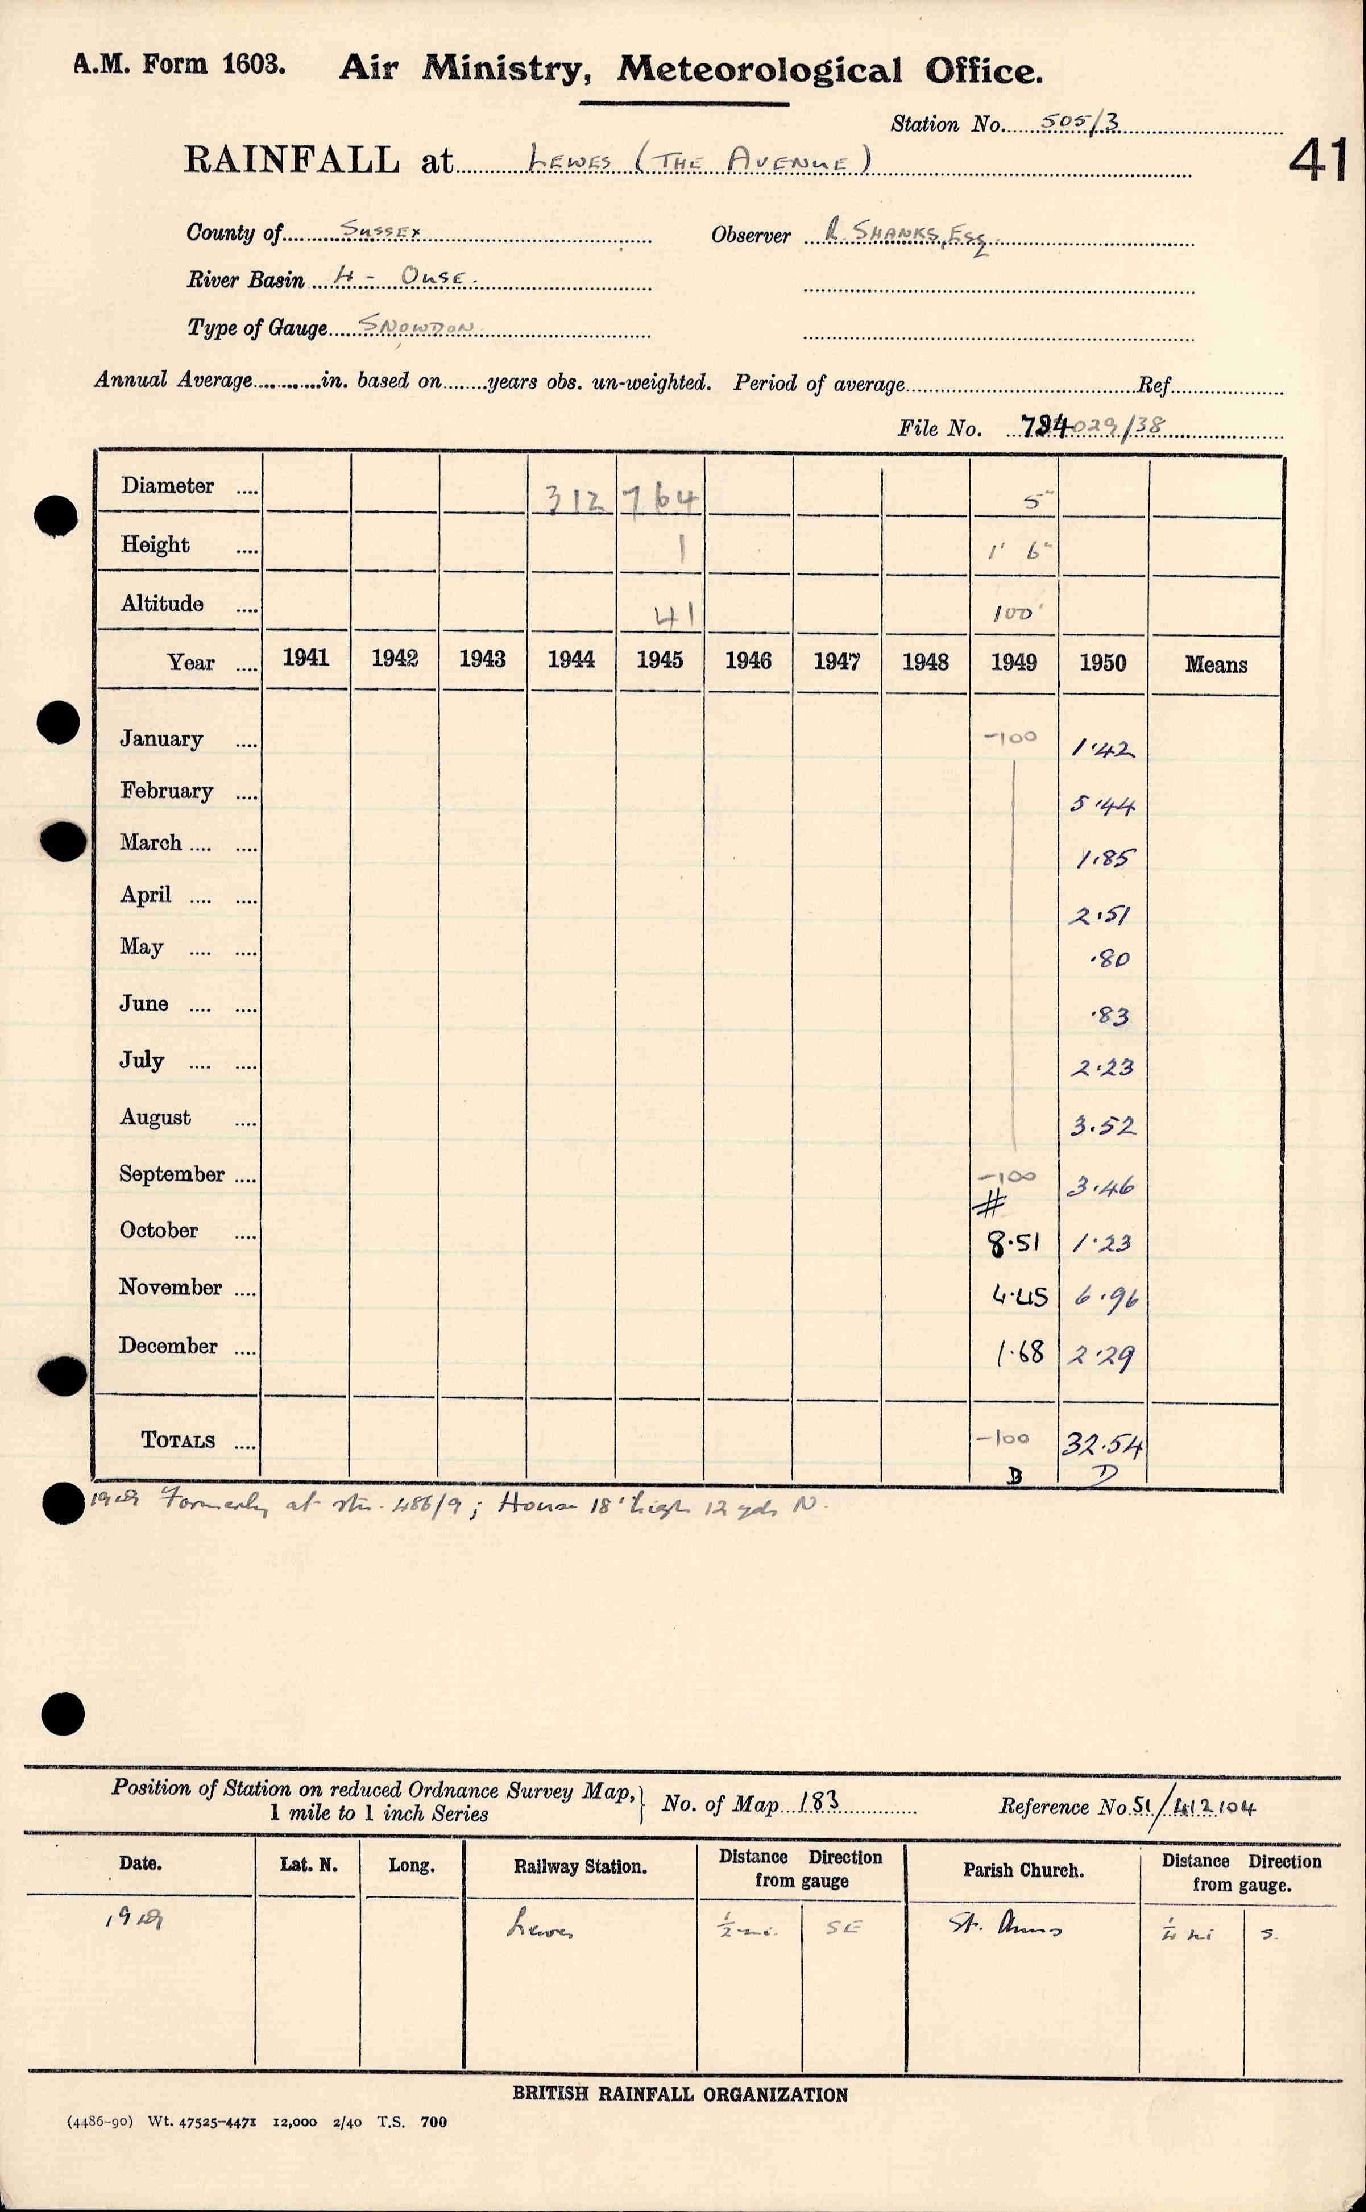 A.M. Form 1603. Air Ministry, Meteorological Office.
Station No. 505/3
41
RAINFALL at LEWES (THE AVENUE)
County of SUSSEX Observer R SHANKS, Esq
River Basin 4 - OUSE.
Type of Gauge SNOWDON
Annual Average in. based on years obs. un-weighted. Period of average Ref.
File No. 794029/38
Diameter .... 312 764 5"
Height .... 1 1' 6"
Altitude .... 41 100'
Year .... 1941 1942 1943 1944 1945 1946 1947 1948 1949 1950 Means
January .... -100 1.42
February .... 5.44
March .... .... 1.85
April .... .... 2.51
May .... .... .80
June .... .... .83
July .... .... 2.23
August .... 3.52
September .... -100 3.46
#
October .... 8.51 1.23
November .... 4.45 6.96
December .... 1.68 2.29
TOTALS .... -100 32.54
B D
1949 Formerly at stn. 486/9; House 18' high 12 yds N.
Position of Station on reduced Ordnance Survey Map, } No. of Map 183 Reference No. 51/412104
1 mile to 1 inch Series
Date. Lat. N. Long. Railway Station. Distance Direction from gauge Parish Church. Distance Direction from gauge.
1949 Lewes ½ mi. SE St. Anns ¼ mi S.
BRITISH RAINFALL ORGANIZATION
(4486-90) Wt. 47525-4471 12,000 2/40 T.S. 700